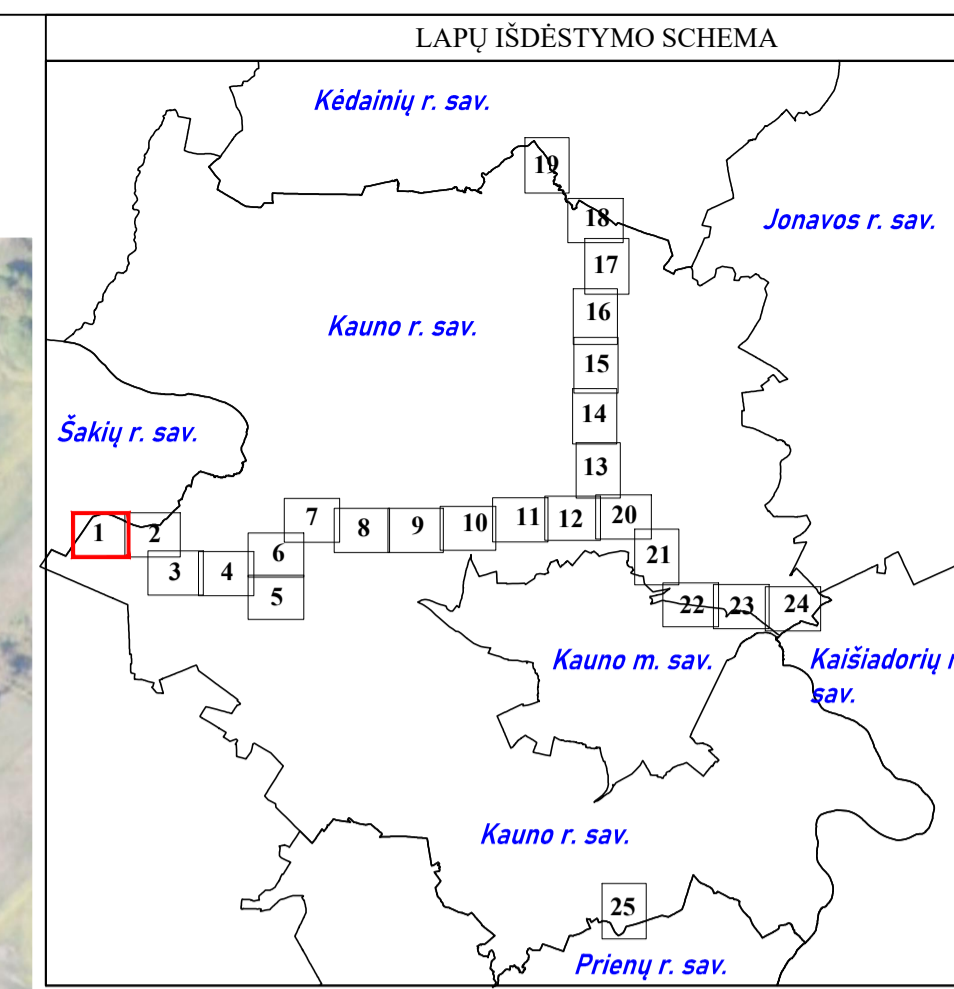 LAPŲ IŠDĖSTYMO SCHEMA
Kėdainių r. sav.
19
18
Jonavos r. sav.
17
16
Kauno r. sav.
15
14
Šakių r. sav.
13
1
2
7
8
9
10
11
12
20
6
21
3
4
5
22
23
24
Kauno m. sav.
Kaišiadorių
sav.
Kauno r. sav.
25
Prienų r. sav.